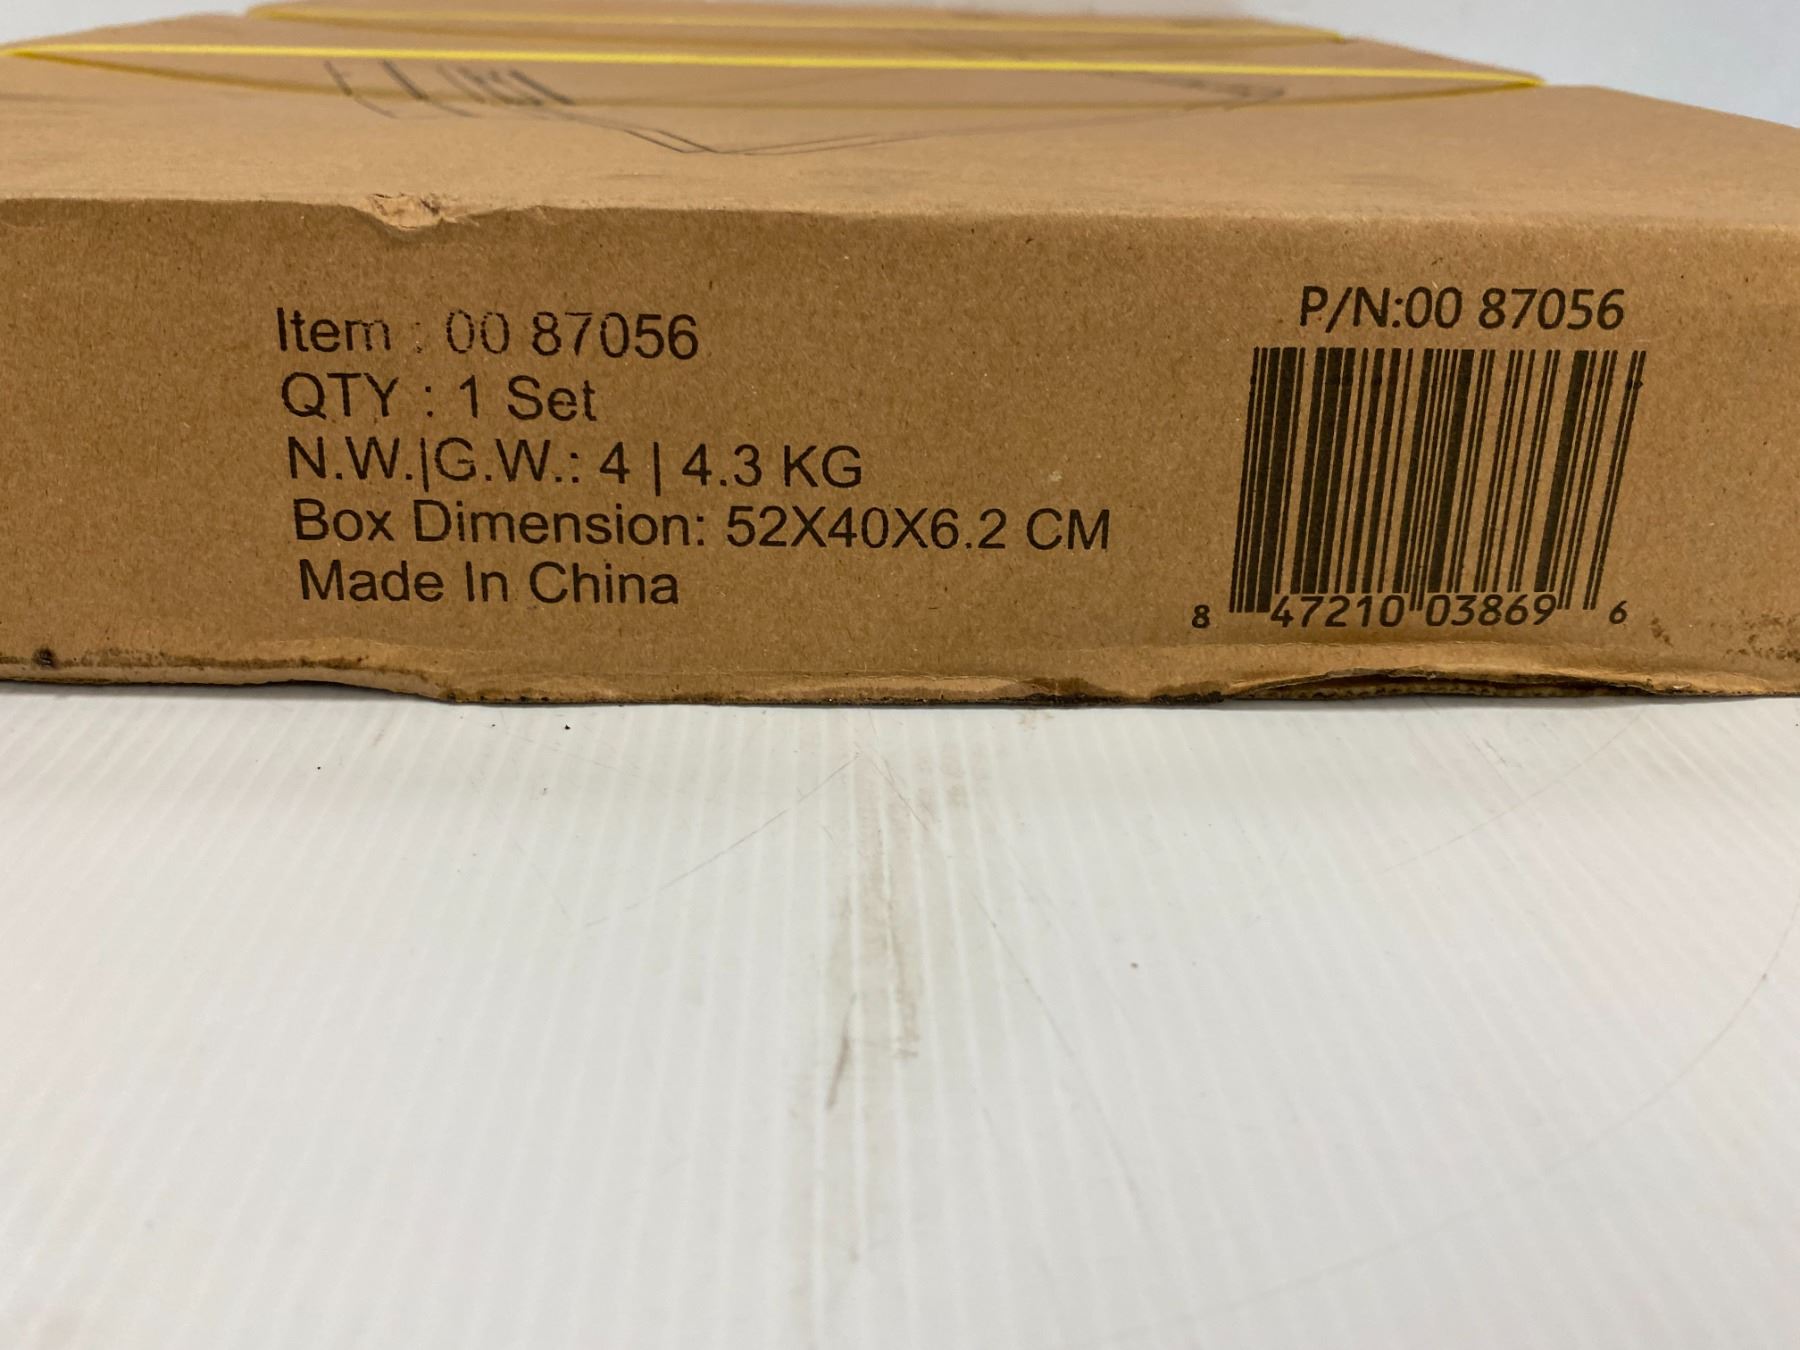 Item : 00 87056
QTY : 1 Set
N.W.|G.W.: 4 | 4.3 KG
Box Dimension: 52X40X6.2 CM
Made In China
P/N:00 87056
8 47210 03869 6